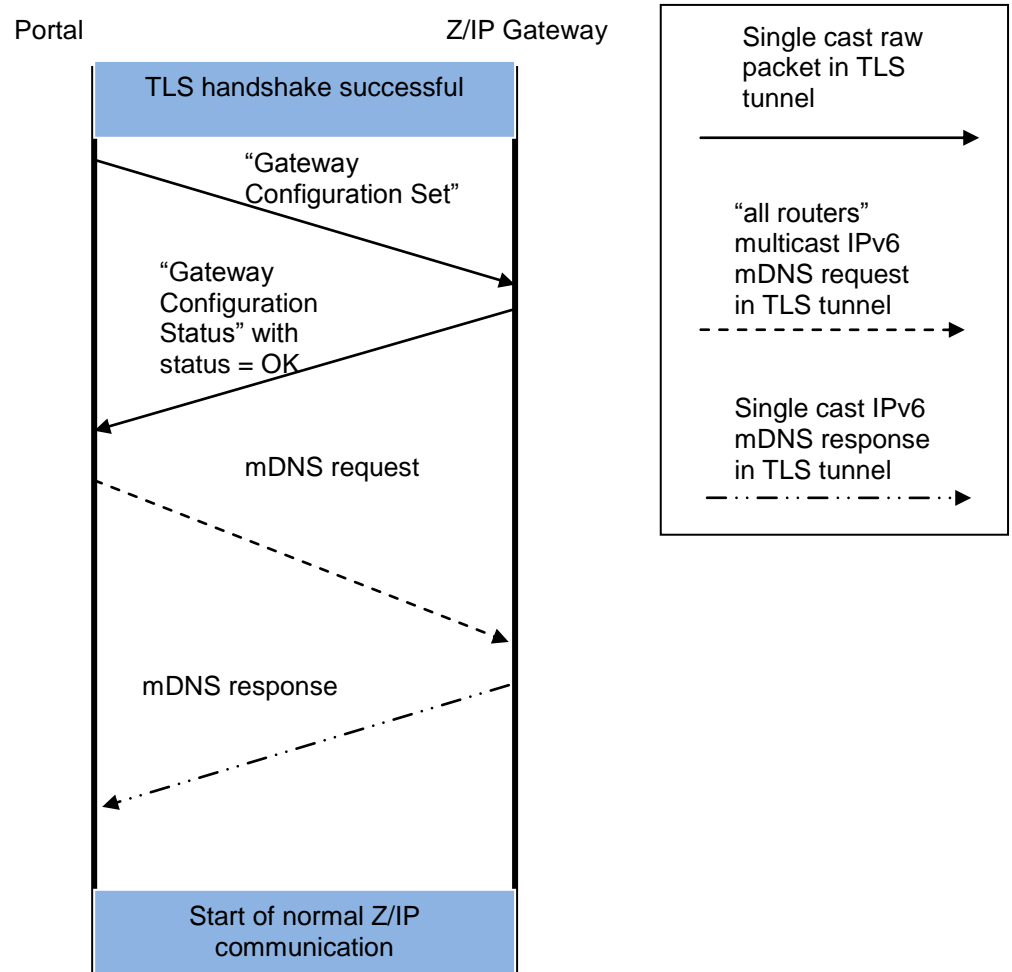 Portal
Z/IP Gateway
TLS handshake successful
“Gateway
Configuration Set”
“Gateway
Configuration
Status” with
status = OK
mDNS request
mDNS response
Start of normal Z/IP
communication
Single cast raw
packet in TLS
tunnel
“all routers”
multicast IPv6
mDNS request
in TLS tunnel
Single cast IPv6
mDNS response
in TLS tunnel